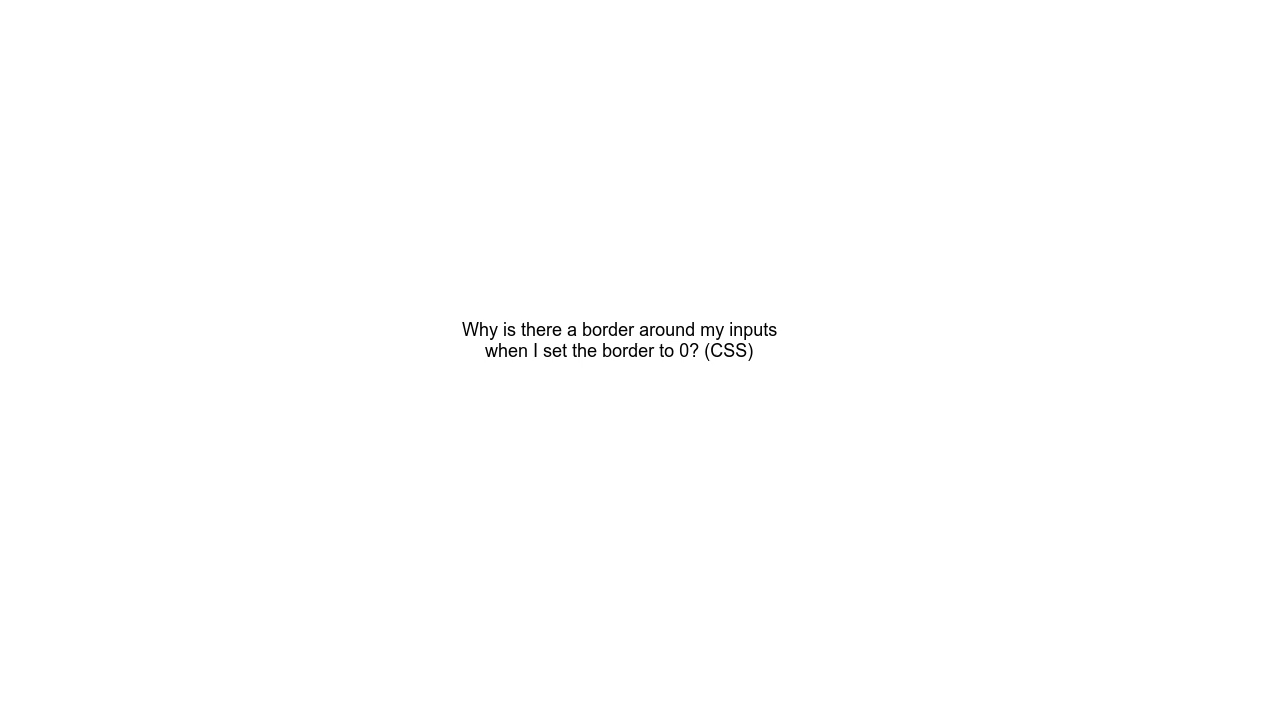 Why is there a border around my inputs
when I set the border to 0? (CSS)